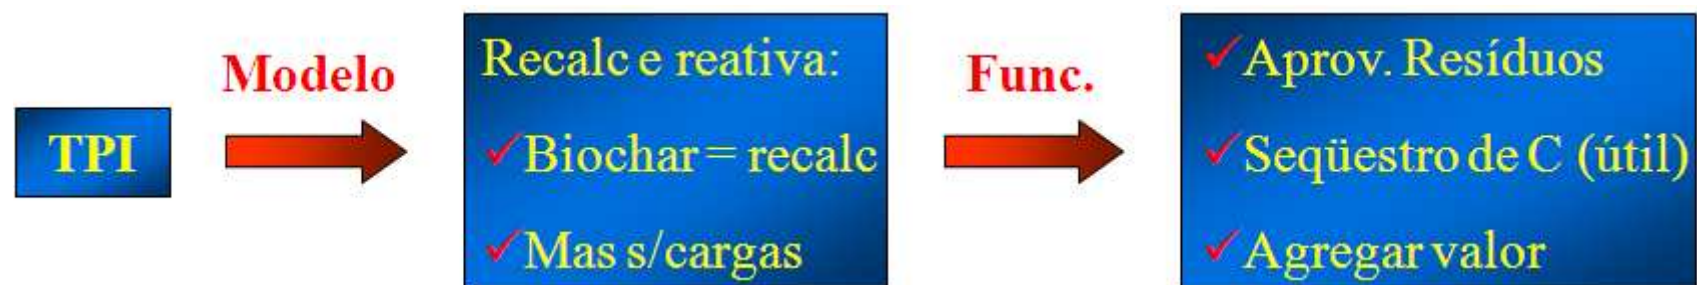 TPI
Modelo
Recalc e reativa:
✓Biochar = recalc
✓Mas s/cargas
Func.
✓Aprov. Resíduos
✓Seqüestro de C (útil)
✓Agregar valor